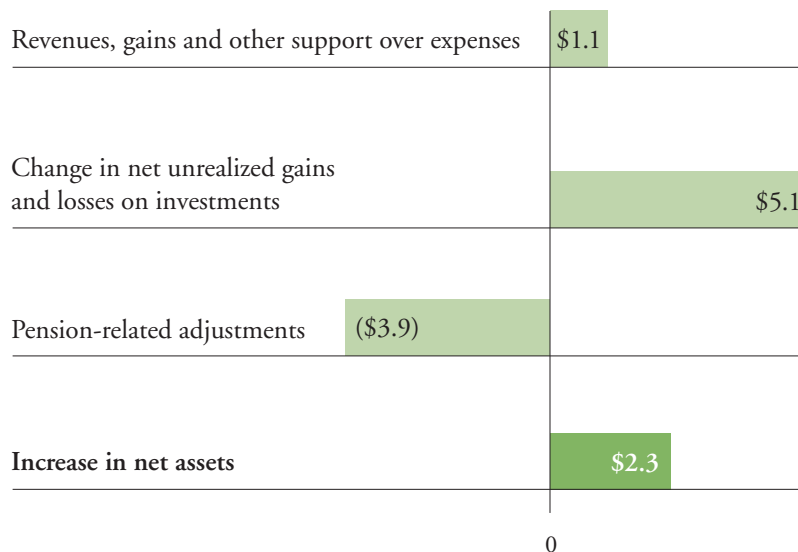 Revenues, gains and other support over expenses $1.1
Change in net unrealized gains
and losses on investments $5.1
Pension-related adjustments ($3.9)
Increase in net assets $2.3
0